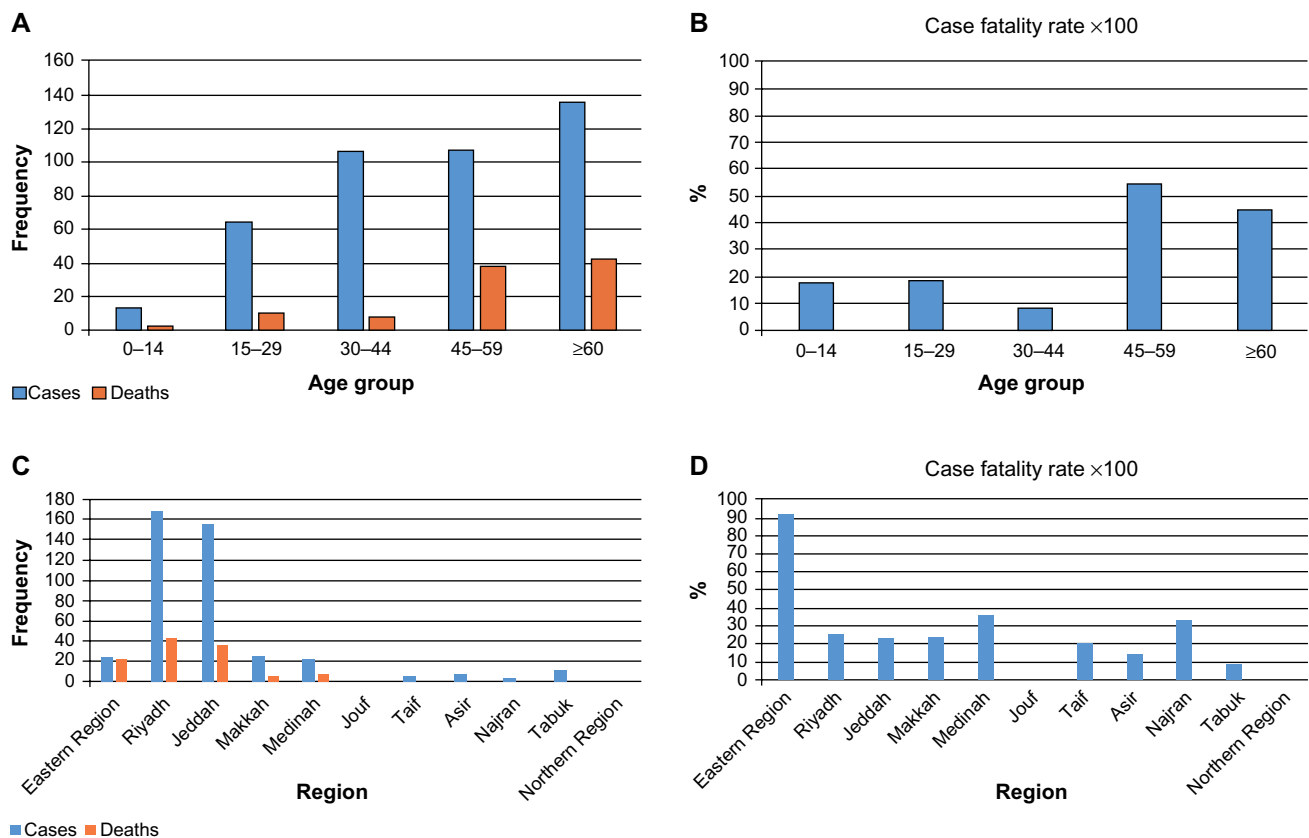 A
Frequency
160
140
120
100
80
60
40
20
0
0–14 15–29 30–44 45–59 ≥60
Age group
Cases Deaths
B
Case fatality rate ×100
%
100
90
80
70
60
50
40
30
20
10
0
0–14 15–29 30–44 45–59 ≥60
Age group
C
Frequency
180
160
140
120
100
80
60
40
20
0
Eastern Region
Riyadh
Jeddah
Makkah
Medinah
Jouf
Taif
Asir
Najran
Tabuk
Northern Region
Region
Cases Deaths
D
Case fatality rate ×100
%
100
90
80
70
60
50
40
30
20
10
0
Eastern Region
Riyadh
Jeddah
Makkah
Medinah
Jouf
Taif
Asir
Najran
Tabuk
Northern Region
Region